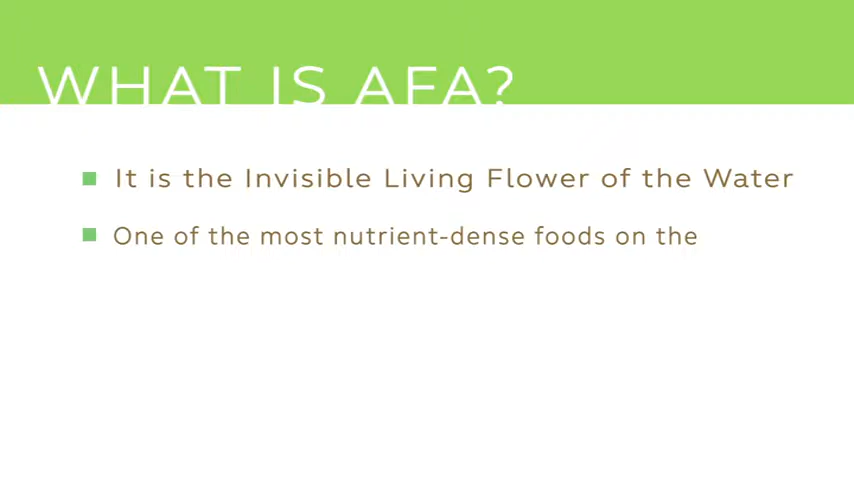 WHAT IS AFA?
It is the Invisible Living Flower of the Water
One of the most nutrient-dense foods on the